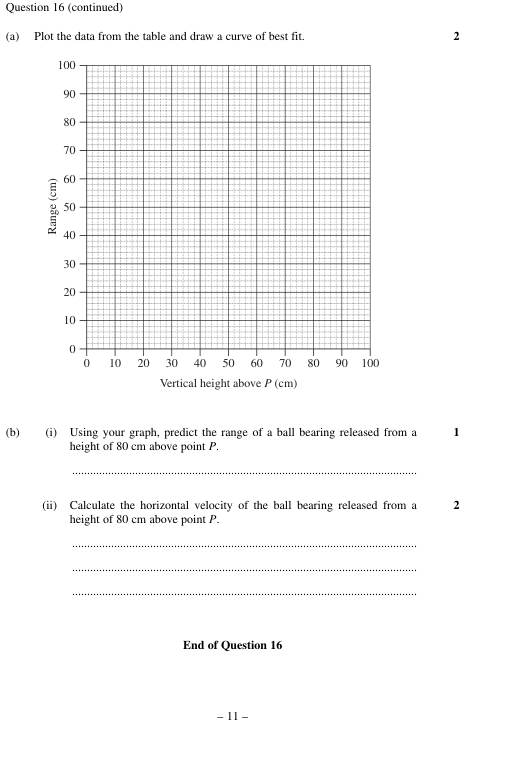 Question 16 (continued)
(a) Plot the data from the table and draw a curve of best fit. 2
100
90
80
70
60
50
40
30
20
10
0
Range (cm)
0 10 20 30 40 50 60 70 80 90 100
Vertical height above P (cm)
(b) (i) Using your graph, predict the range of a ball bearing released from a 1
height of 80 cm above point P.
(ii) Calculate the horizontal velocity of the ball bearing released from a 2
height of 80 cm above point P.
End of Question 16
– 11 –